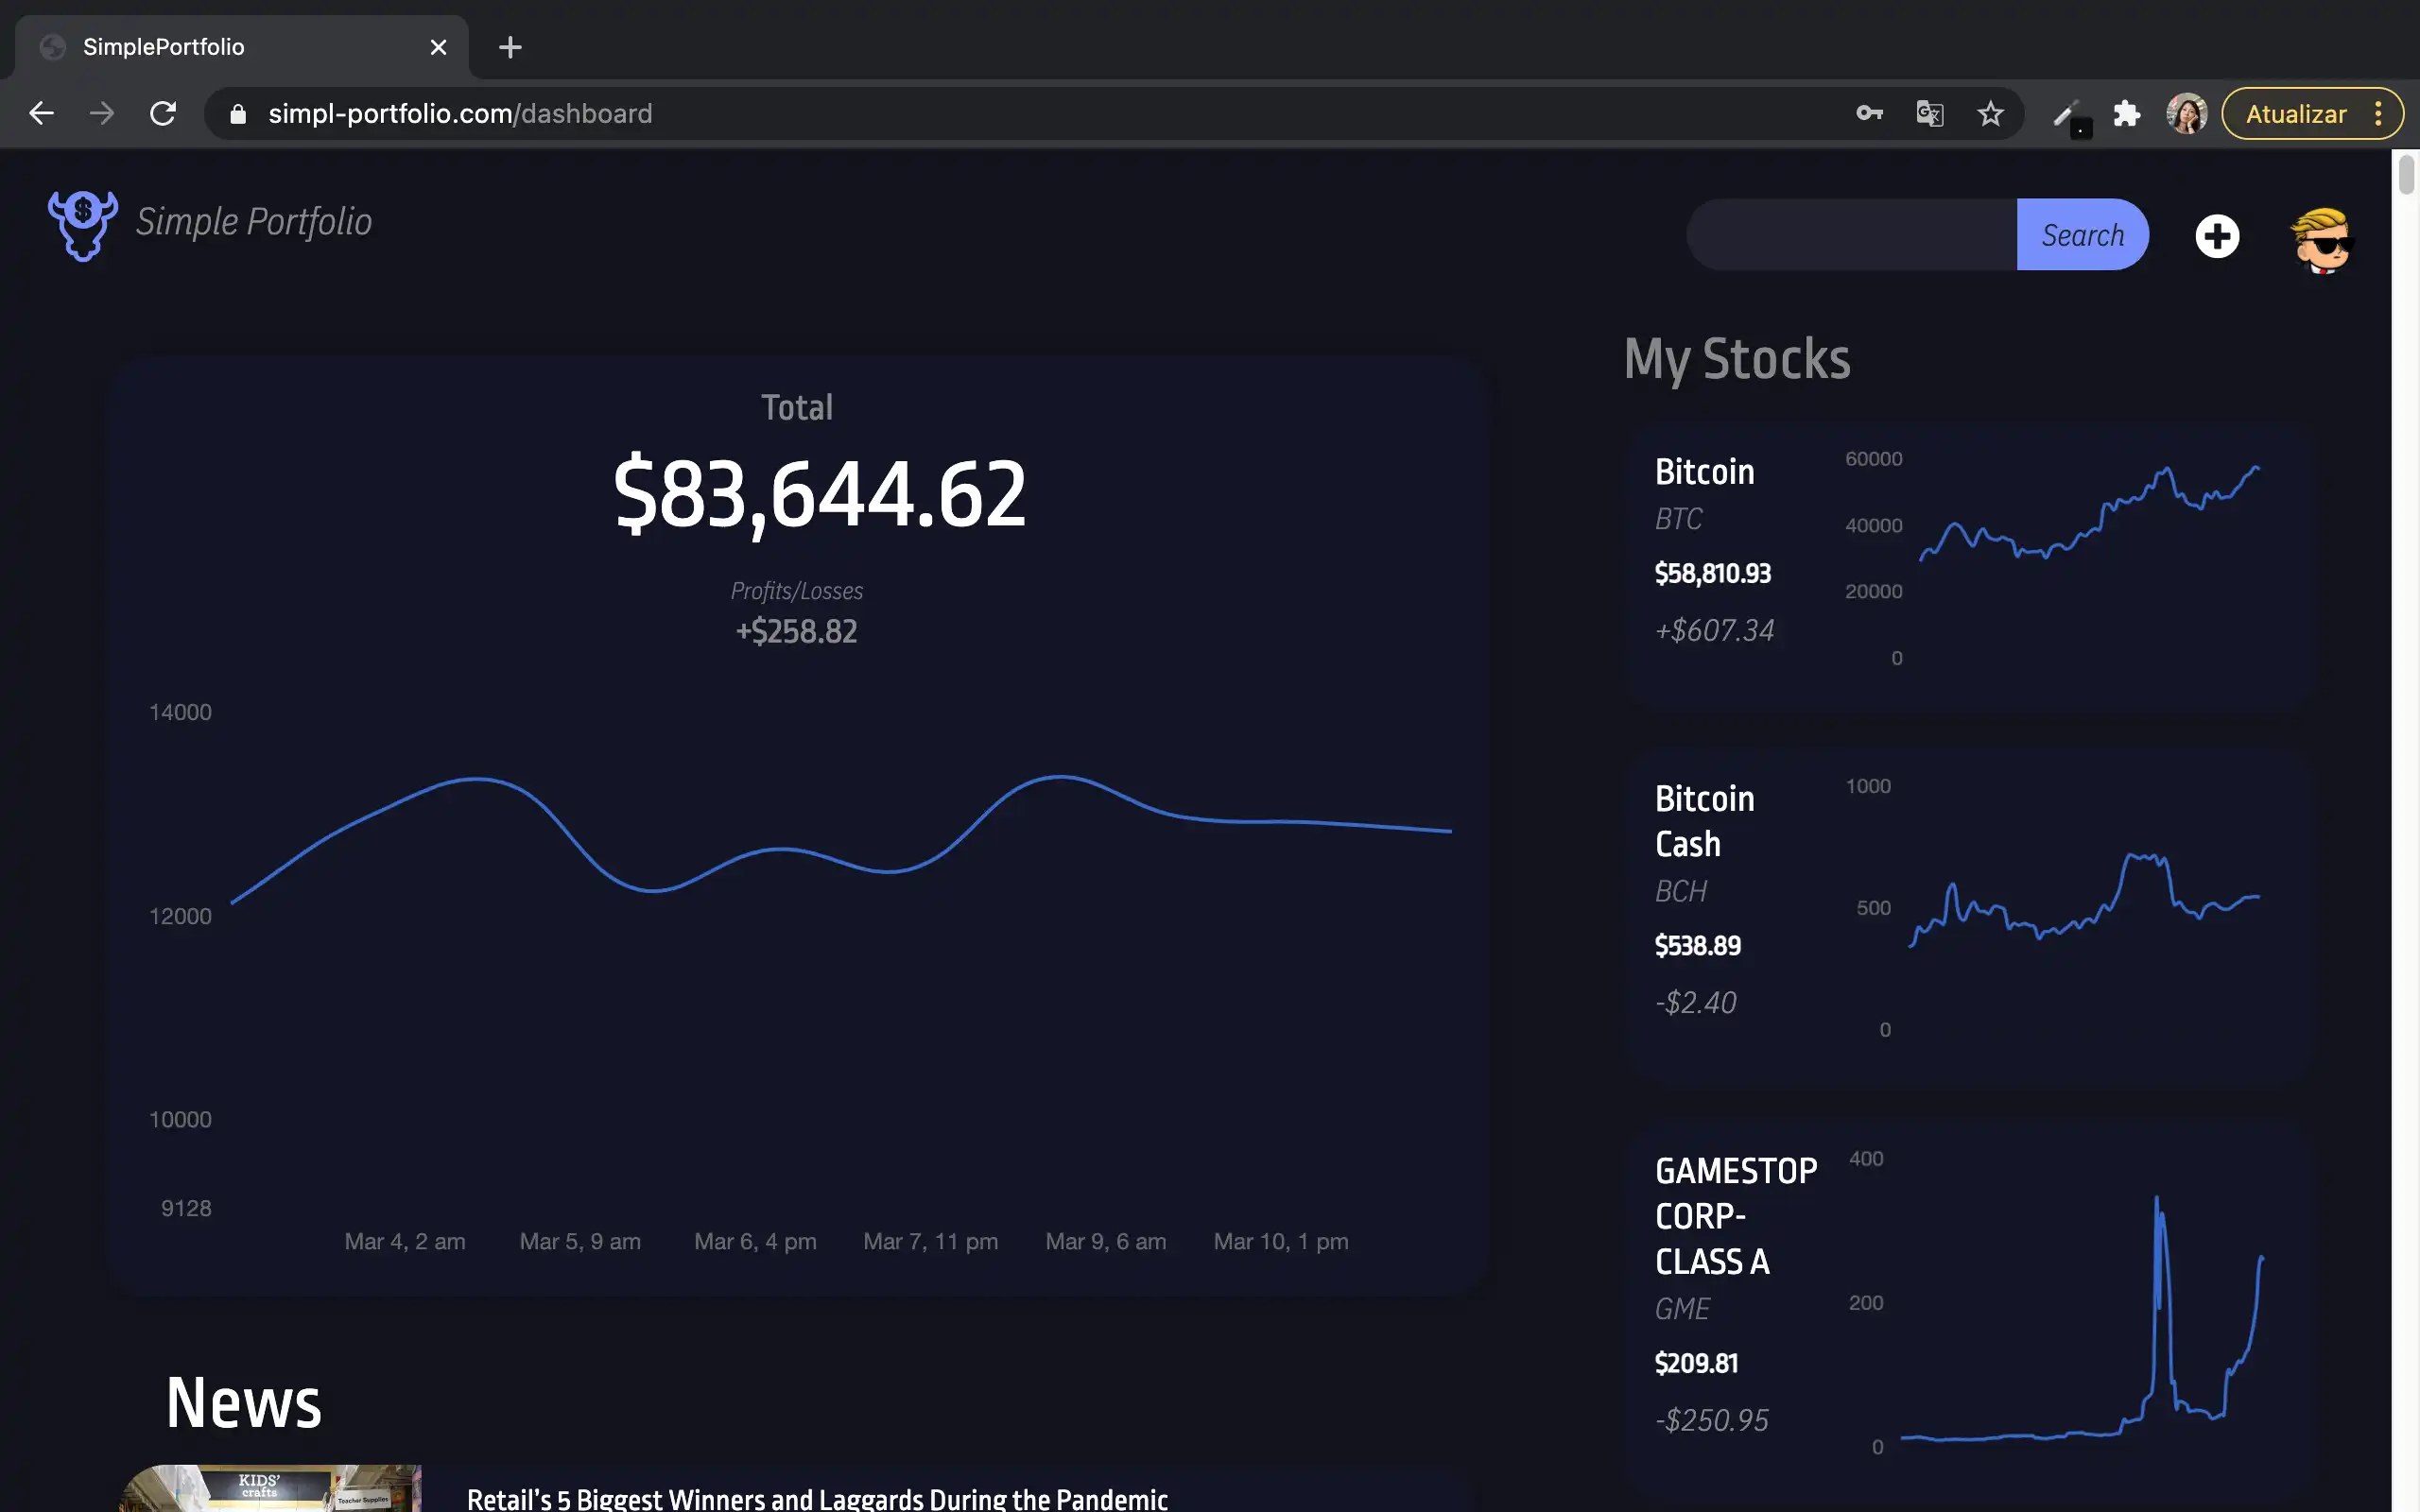 SimplePortfolio
simpl-portfolio.com/dashboard
Atualizar
Simple Portfolio
Search
Total
$83,644.62
Profits/Losses
+$258.82
14000
12000
10000
9128
Mar 4, 2 am
Mar 5, 9 am
Mar 6, 4 pm
Mar 7, 11 pm
Mar 9, 6 am
Mar 10, 1 pm
News
KIDS'
crafts
Teacher Supplies
Retail's 5 Biggest Winners and Laggards During the Pandemic
My Stocks
Bitcoin
BTC
$58,810.93
+$607.34
60000
40000
20000
0
Bitcoin
Cash
BCH
$538.89
-$2.40
1000
500
0
GAMESTOP
CORP-
CLASS A
GME
$209.81
-$250.95
400
200
0